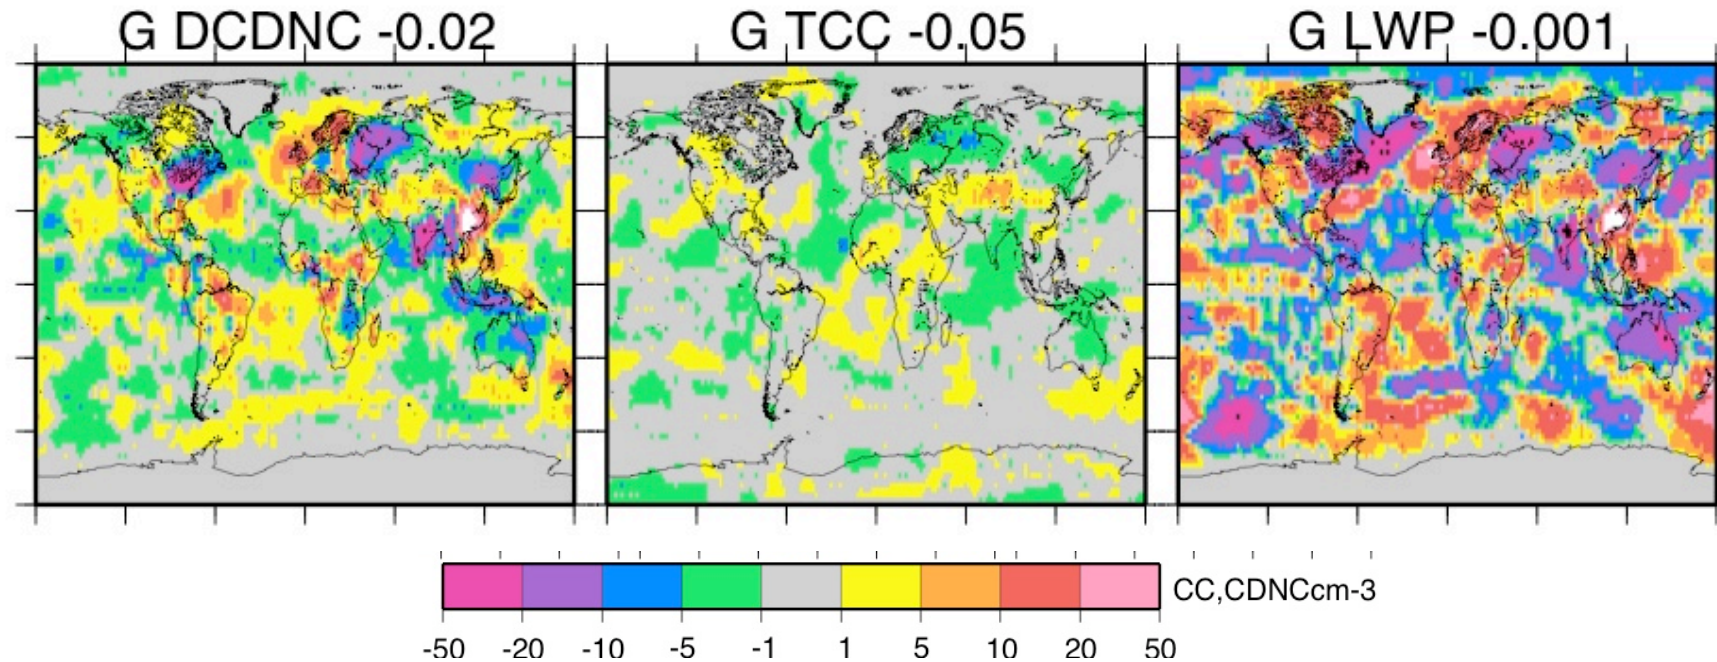 G DCDNC -0.02
G TCC -0.05
G LWP -0.001
CC,CDNCcm-3
-50 -20 -10 -5 -1 1 5 10 20 50